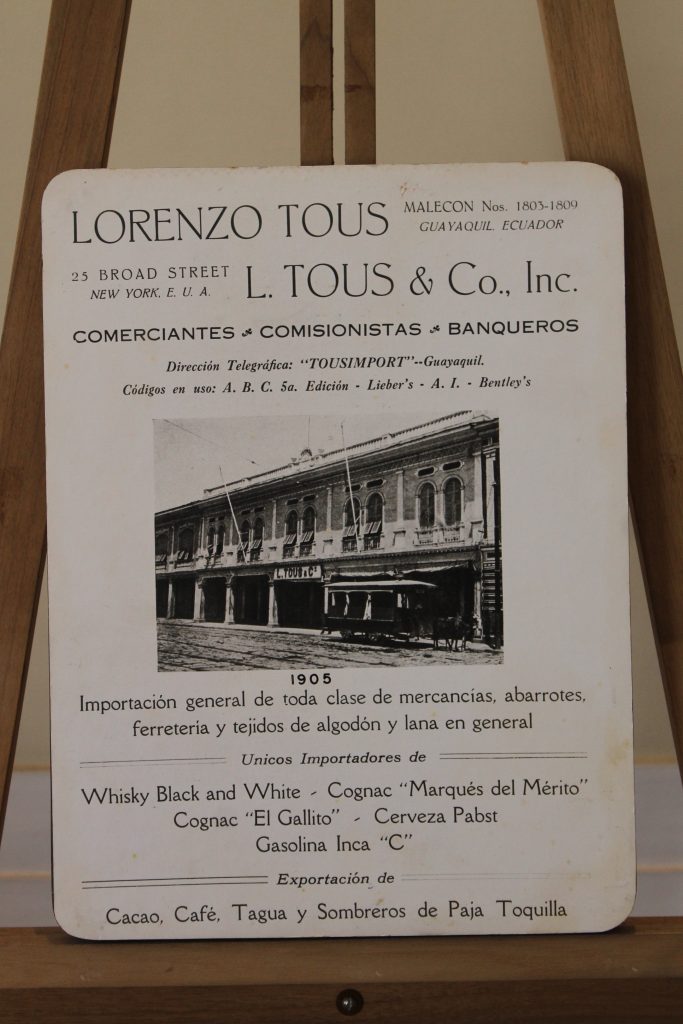 LORENZO TOUS
MALECON Nos. 1803-1809
GUAYAQUIL. ECUADOR
25 BROAD STREET
NEW YORK, E. U. A.
L. TOUS & Co., Inc.
COMERCIANTES COMISIONISTAS BANQUEROS
Dirección Telegráfica: "TOUSIMPORT"--Guayaquil.
Códigos en uso: A. B. C. 5a. Edición - Lieber's - A. I. - Bentley's
L. TOUS & Co
1905
Importación general de toda clase de mercancías, abarrotes,
ferretería y tejidos de algodón y lana en general
Unicos Importadores de
Whisky Black and White - Cognac "Marqués del Mérito"
Cognac "El Gallito" - Cerveza Pabst
Gasolina Inca "C"
Exportación de
Cacao, Café, Tagua y Sombreros de Paja Toquilla